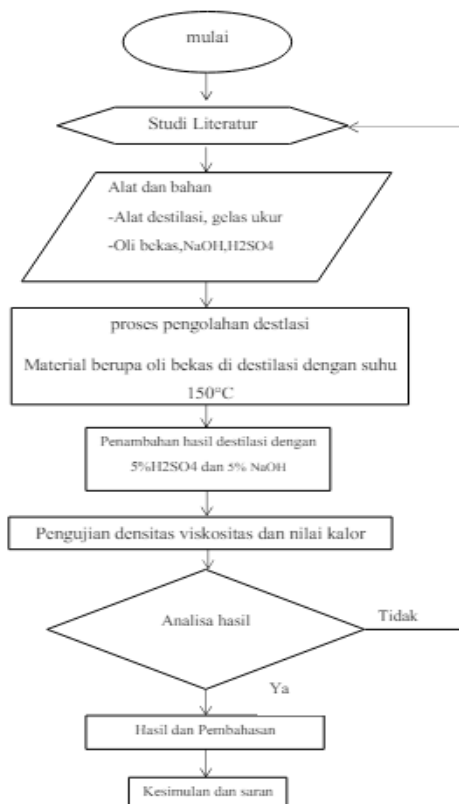 mulai
Studi Literatur
Alat dan bahan
-Alat destilasi, gelas ukur
-Oli bekas,NaOH,H2SO4
proses pengolahan destlasi
Material berupa oli bekas di destilasi dengan suhu
150°C
Penambahan hasil destilasi dengan
5%H2SO4 dan 5% NaOH
Pengujian densitas viskositas dan nilai kalor
Analisa hasil
Tidak
Ya
Hasil dan Pembahasan
Kesimulan dan saran